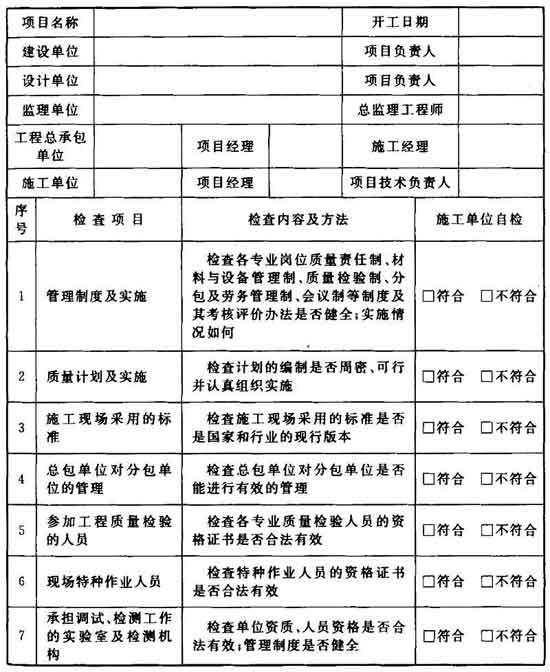 项目名称 开工日期
建设单位 项目负责人
设计单位 项目负责人
监理单位 总监理工程师
工程总承包
单位 项目经理 施工经理
施工单位 项目经理 项目技术负责人
序
号 检查项目 检查内容及方法 施工单位自检
1 管理制度及实施
检查各专业岗位质量责任制、材
料与设备管理制、质量检验制、分
包及劳务管理制、会议制等制度及
其考核评价办法是否健全;实施情
况如何
□符合 □不符合
2 质量计划及实施
检查计划的编制是否周密、可行
并认真组织实施
□符合 □不符合
3 施工现场采用的标
准
检查施工现场采用的标准是否
是国家和行业的现行版本
□符合 □不符合
4 总包单位对分包单
位的管理
检查总包单位对分包单位是否
能进行有效的管理
□符合 □不符合
5 参加工程质量检验
的人员
检查各专业质量检验人员的资
格证书是否合法有效
□符合 □不符合
6 现场特种作业人员
检查特种作业人员的资格证书
是否合法有效
□符合 □不符合
7 承担调试、检测工作
的实验室及检测机
构
检查单位资质、人员资格是否合
法有效;管理制度是否健全
□符合 □不符合